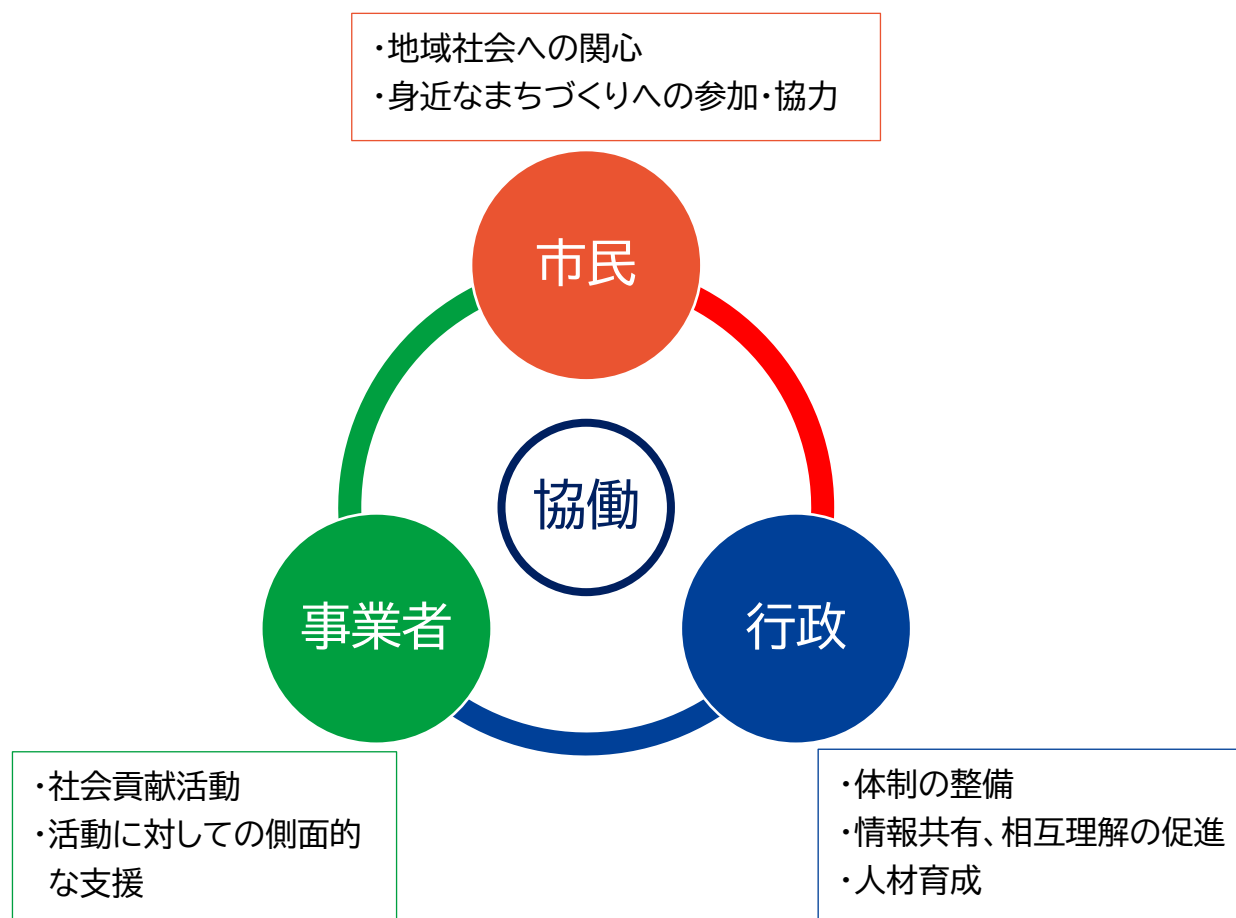 ・地域社会への関心
・身近なまちづくりへの参加・協力
市民
協働
事業者
行政
・社会貢献活動
・活動に対しての側面的
な支援
・体制の整備
・情報共有、相互理解の促進
・人材育成